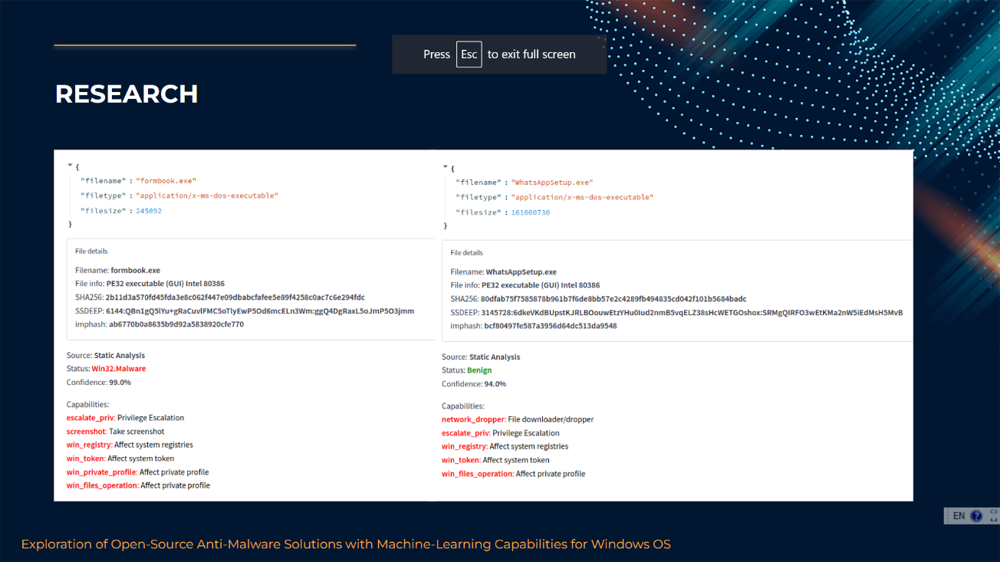 Press Esc to exit full screen
RESEARCH
{
"filename" : "formbook.exe"
"filetype" : "application/x-ms-dos-executable"
"filesize" : 245092
}
File details
Filename: formbook.exe
File info: PE32 executable (GUI) Intel 80386
SHA256: 2b11d3a570fd45fda3e8c062f447e09dbabcfafee5e89f4258c0ac7c6e294fdc
SSDEEP: 6144:QBn1gQ5lYu+gRaCuvlFMC5oTlyEwP5Od6mcELn3Wm:ggQ4DgRaxL5oJmP5O3jmm
imphash: ab6770b0a8635b9d92a5838920cfe770
Source: Static Analysis
Status: Win32.Malware
Confidence: 99.0%
Capabilities:
escalate_priv: Privilege Escalation
screenshot: Take screenshot
win_registry: Affect system registries
win_token: Affect system token
win_private_profile: Affect private profile
win_files_operation: Affect private profile
{
"filename" : "WhatsAppSetup.exe"
"filetype" : "application/x-ms-dos-executable"
"filesize" : 161600736
}
File details
Filename: WhatsAppSetup.exe
File info: PE32 executable (GUI) Intel 80386
SHA256: 80dfab75f7585878b961b7f6de8bb57e2c4289fb494835cd042f101b5684badc
SSDEEP: 3145728:6dkeVKdBUpstKJRLBOouwEtzYHu0Iud2nmB5vqELZ38sHcWETGOshox:SRMgQIRFO3wEtKMa2nW5iEdMsH5MvB
imphash: bcf80497fe587a3956d64dc513da9548
Source: Static Analysis
Status: Benign
Confidence: 94.0%
Capabilities:
network_dropper: File downloader/dropper
escalate_priv: Privilege Escalation
win_registry: Affect system registries
win_token: Affect system token
win_files_operation: Affect private profile
EN ?
Exploration of Open-Source Anti-Malware Solutions with Machine-Learning Capabilities for Windows OS